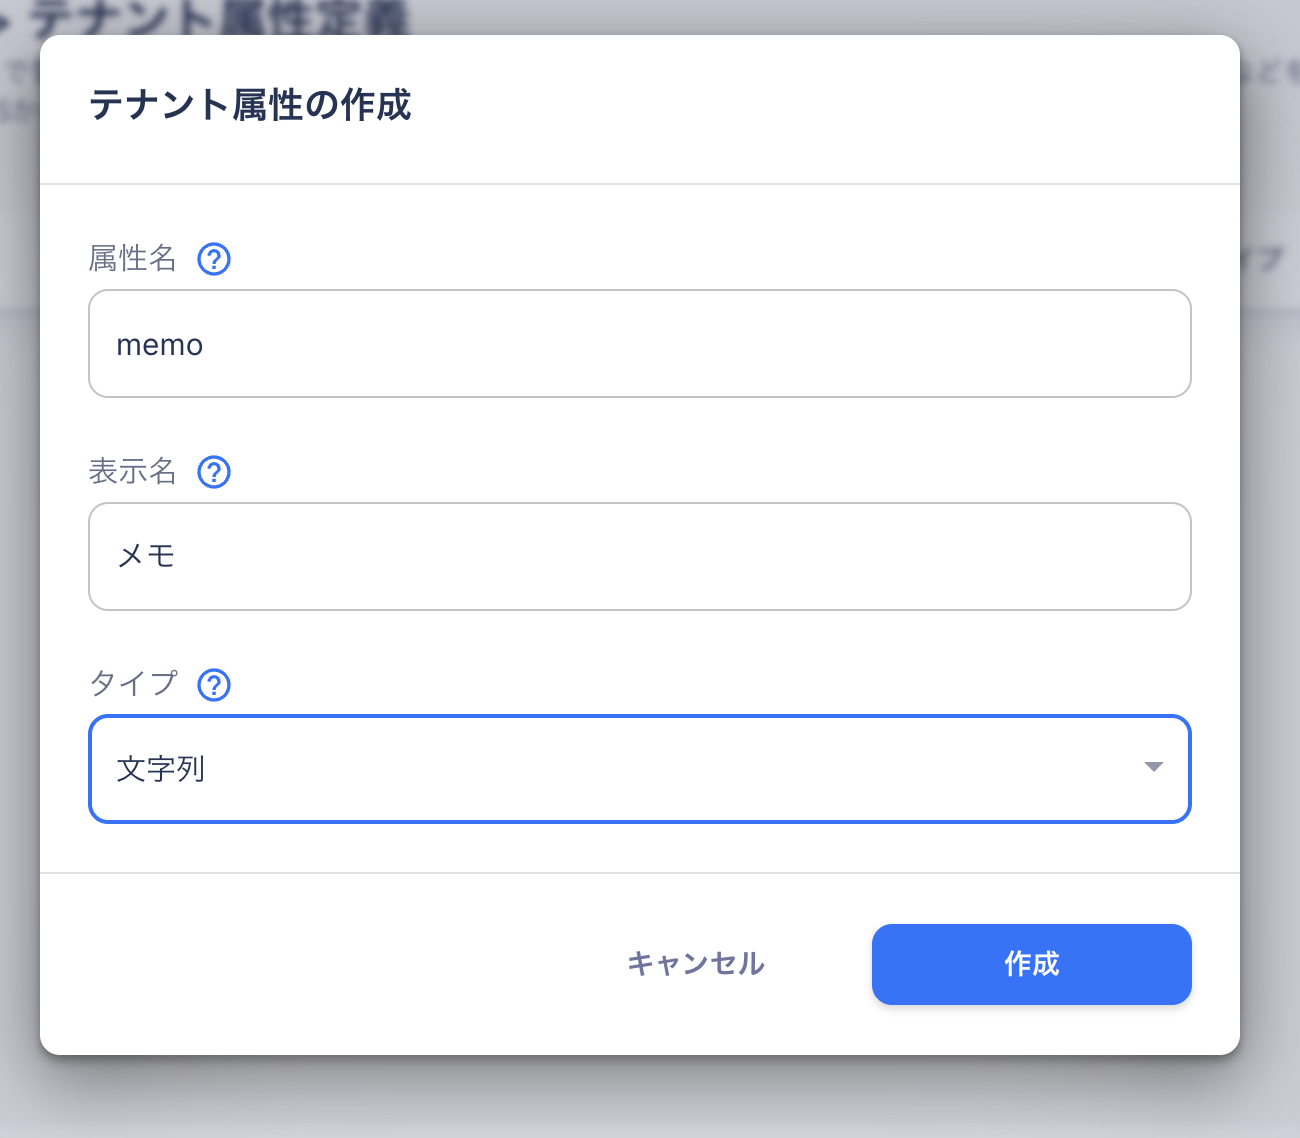 テナント属性定義
テナント属性の作成
属性名
memo
表示名
メモ
タイプ
文字列
キャンセル 作成